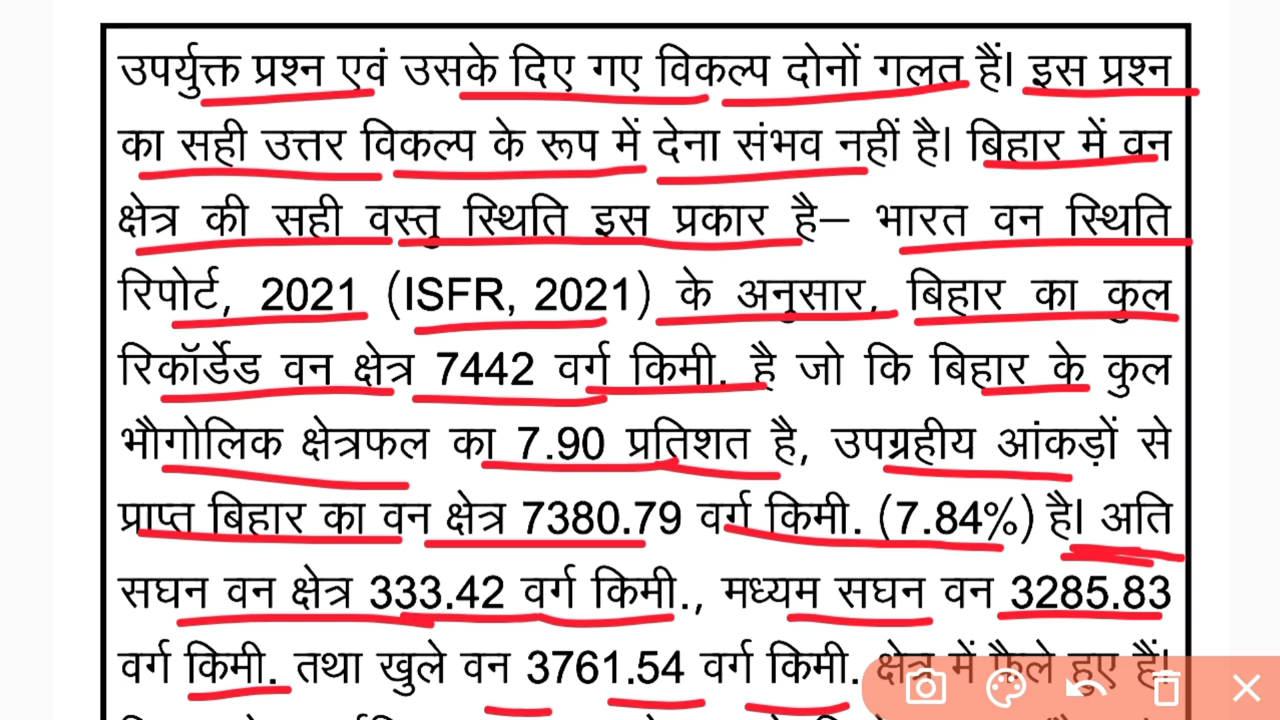 उपर्युक्त प्रश्न एवं उसके दिए गए विकल्प दोनों गलत हैं। इस प्रश्न
का सही उत्तर विकल्प के रूप में देना संभव नहीं है। बिहार में वन
क्षेत्र की सही वस्तु स्थिति इस प्रकार है– भारत वन स्थिति
रिपोर्ट, 2021 (ISFR, 2021) के अनुसार, बिहार का कुल
रिकॉर्डेड वन क्षेत्र 7442 वर्ग किमी. है जो कि बिहार के कुल
भौगोलिक क्षेत्रफल का 7.90 प्रतिशत है, उपग्रहीय आंकड़ों से
प्राप्त बिहार का वन क्षेत्र 7380.79 वर्ग किमी. (7.84%) है। अति
सघन वन क्षेत्र 333.42 वर्ग किमी., मध्यम सघन वन 3285.83
वर्ग किमी. तथा खुले वन 3761.54 वर्ग किमी. क्षेत्र में फैले हुए हैं।